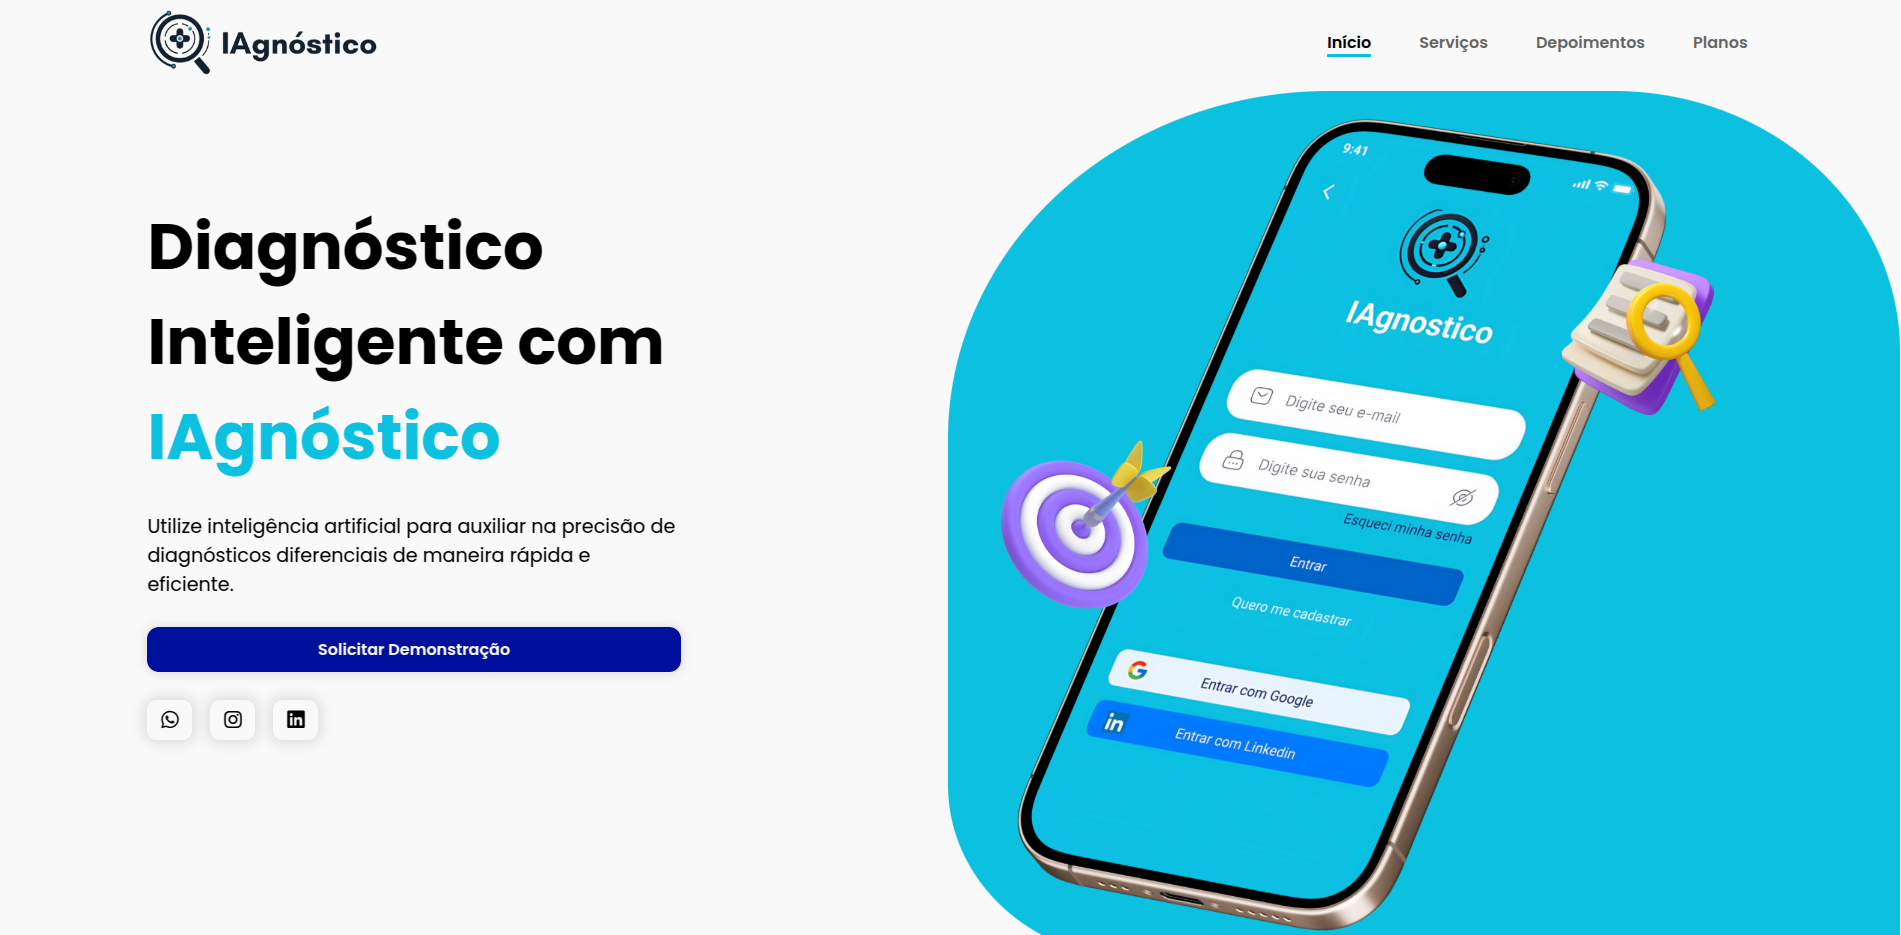 IAgnóstico
Início
Serviços
Depoimentos
Planos
Diagnóstico
Inteligente com
IAgnóstico
Utilize inteligência artificial para auxiliar na precisão de
diagnósticos diferenciais de maneira rápida e
eficiente.
Solicitar Demonstração
9:41
IAgnostico
Digite seu e-mail
Digite sua senha
Esqueci minha senha
Entrar
Quero me cadastrar
Entrar com Google
in
Entrar com Linkedin